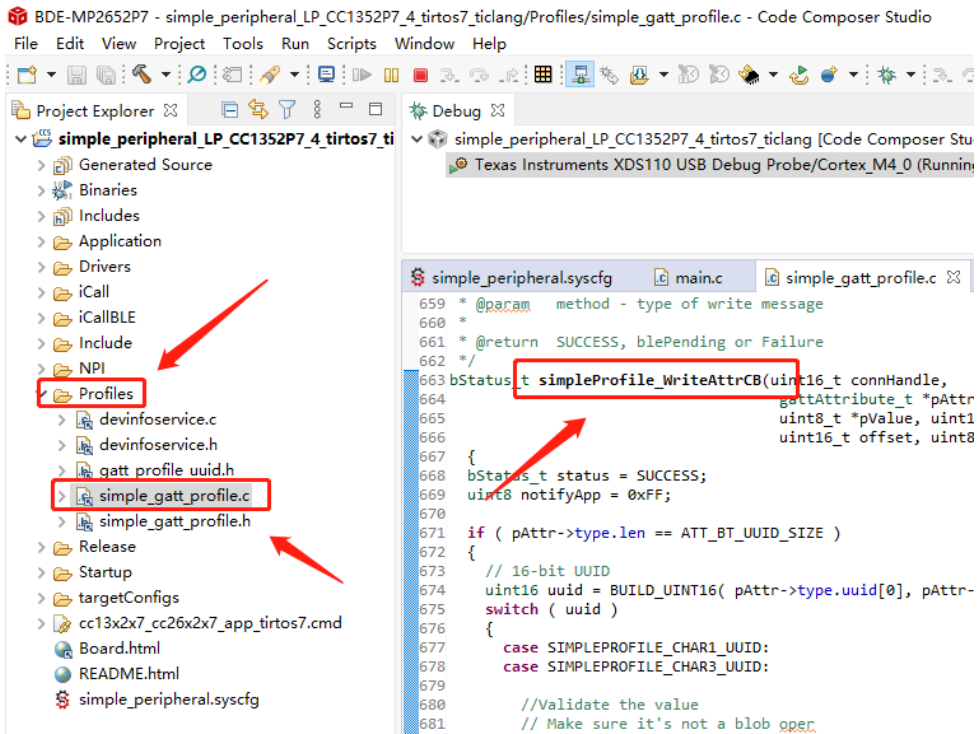 BDE-MP2652P7 - simple_peripheral_LP_CC1352P7_4_tirtos7_ticlang/Profiles/simple_gatt_profile.c - Code Composer Studio
File Edit View Project Tools Run Scripts Window Help
Project Explorer
simple_peripheral_LP_CC1352P7_4_tirtos7_ti
Generated Source
Binaries
Includes
Application
Drivers
iCall
iCallBLE
Include
NPI
Profiles
devinfoservice.c
devinfoservice.h
gatt_profile_uuid.h
simple_gatt_profile.c
simple_gatt_profile.h
Release
Startup
targetConfigs
cc13x2x7_cc26x2x7_app_tirtos7.cmd
Board.html
README.html
simple_peripheral.syscfg
Debug
simple_peripheral_LP_CC1352P7_4_tirtos7_ticlang [Code Composer Stu
Texas Instruments XDS110 USB Debug Probe/Cortex_M4_0 (Running
simple_peripheral.syscfg main.c simple_gatt_profile.c
659 * @param method - type of write message
660 *
661 * @return SUCCESS, blePending or Failure
662 */
663 bStatus_t simpleProfile_WriteAttrCB(uint16_t connHandle,
664 gattAttribute_t *pAttr
665 uint8_t *pValue, uint1
666 uint16_t offset, uint8
667 {
668 bStatus_t status = SUCCESS;
669 uint8 notifyApp = 0xFF;
670
671 if ( pAttr->type.len == ATT_BT_UUID_SIZE )
672 {
673 // 16-bit UUID
674 uint16 uuid = BUILD_UINT16( pAttr->type.uuid[0], pAttr-
675 switch ( uuid )
676 {
677 case SIMPLEPROFILE_CHAR1_UUID:
678 case SIMPLEPROFILE_CHAR3_UUID:
679
680 //Validate the value
681 // Make sure it's not a blob oper